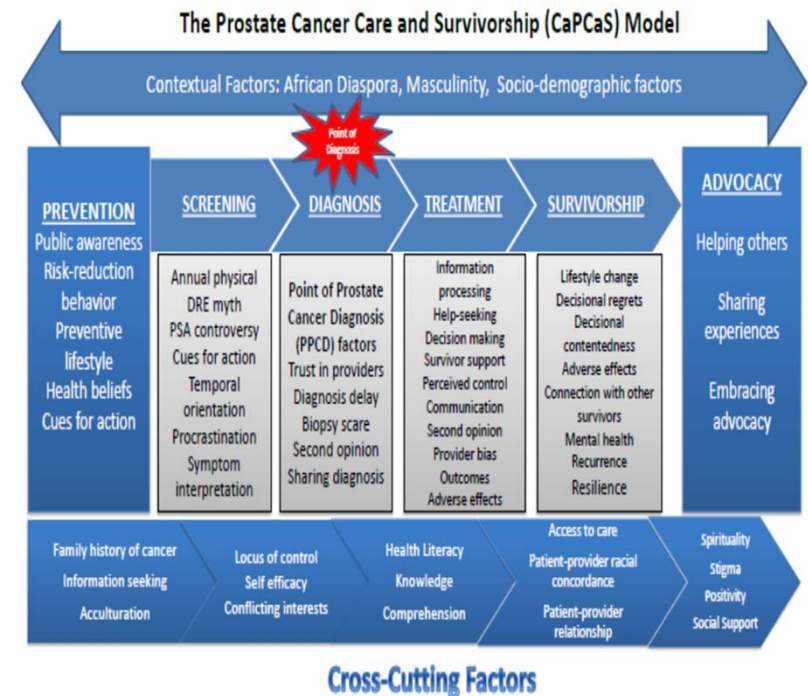 The Prostate Cancer Care and Survivorship (CaPCaS) Model
Contextual Factors: African Diaspora, Masculinity, Socio-demographic factors
Point of
Diagnosis
PREVENTION
Public awareness
Risk-reduction
behavior
Preventive
lifestyle
Health beliefs
Cues for action
SCREENING
Annual physical
DRE myth
PSA controversy
Cues for action
Temporal
orientation
Procrastination
Symptom
interpretation
DIAGNOSIS
Point of Prostate
Cancer Diagnosis
(PPCD) factors
Trust in providers
Diagnosis delay
Biopsy scare
Second opinion
Sharing diagnosis
TREATMENT
Information
processing
Help-seeking
Decision making
Survivor support
Perceived control
Communication
Second opinion
Provider bias
Outcomes
Adverse effects
SURVIVORSHIP
Lifestyle change
Decisional regrets
Decisional
contentedness
Adverse effects
Connection with other
survivors
Mental health
Recurrence
Resilience
ADVOCACY
Helping others
Sharing
experiences
Embracing
advocacy
Family history of cancer
Information seeking
Acculturation
Locus of control
Self efficacy
Conflicting interests
Health Literacy
Knowledge
Comprehension
Access to care
Patient-provider racial
concordance
Patient-provider
relationship
Spirituality
Stigma
Positivity
Social Support
Cross-Cutting Factors